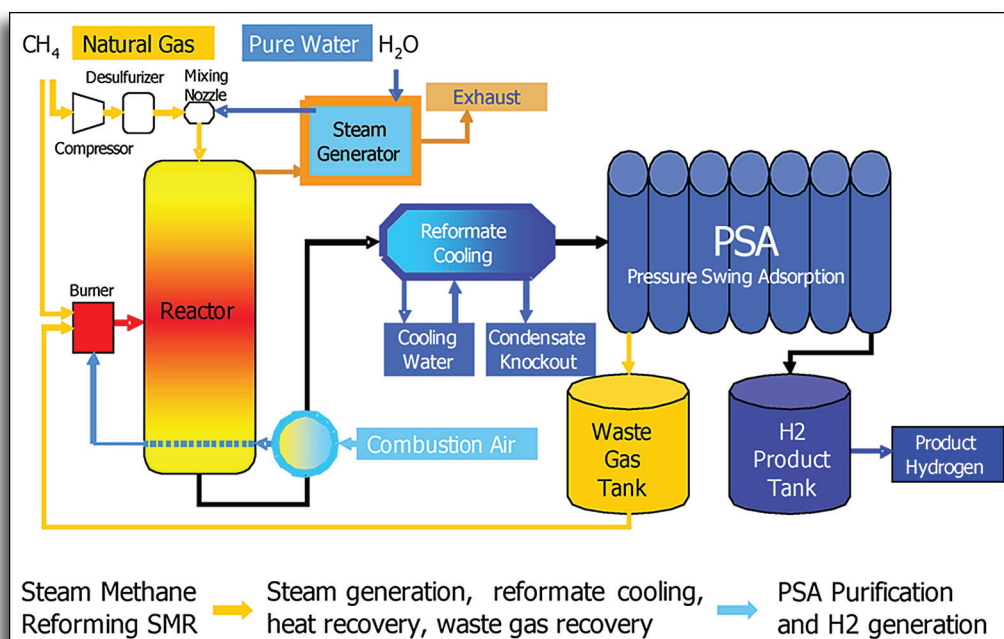 CH4 Natural Gas Pure Water H2O
Desulfurizer
Mixing
Nozzle
Compressor
Exhaust
Steam
Generator
Reformate
Cooling
PSA
Pressure Swing Adsorption
Burner
Reactor
Cooling
Water
Condensate
Knockout
Combustion Air
Waste
Gas
Tank
H2
Product
Tank
Product
Hydrogen
Steam Methane
Reforming SMR
Steam generation, reformate cooling,
heat recovery, waste gas recovery
PSA Purification
and H2 generation